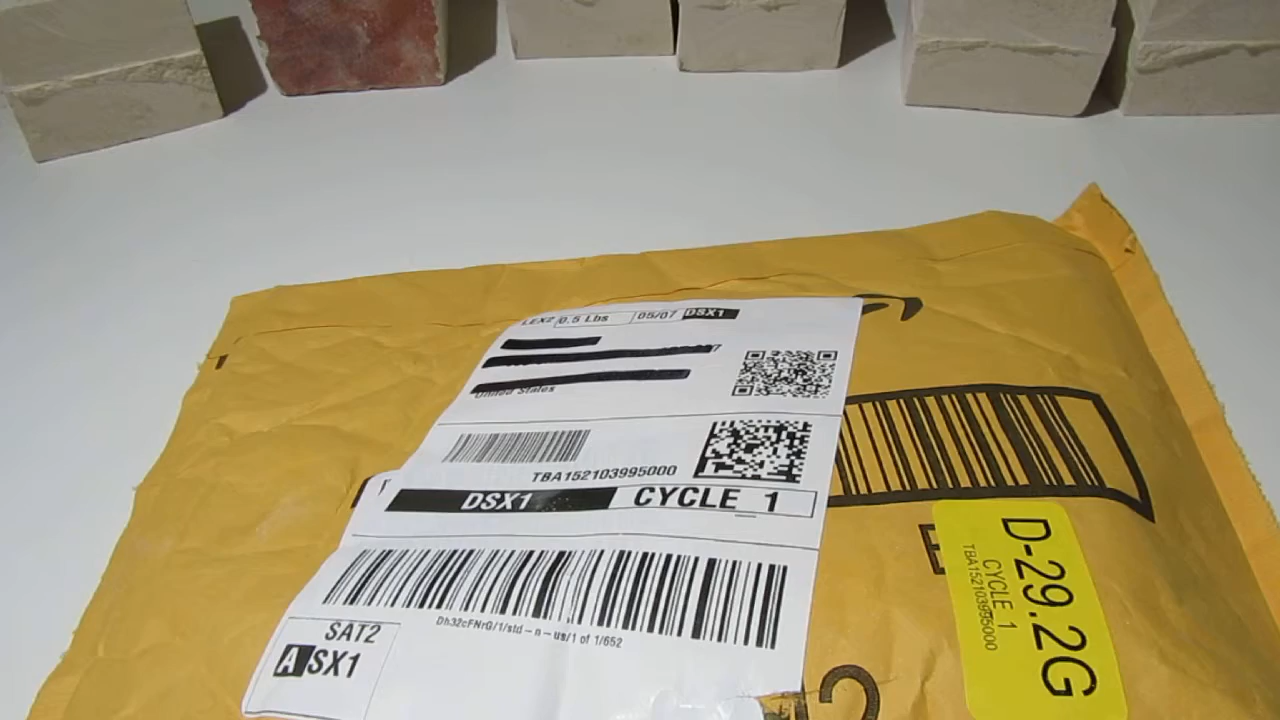 LEX2 0.5 Lbs 05/07 DSX1
United States
TBA152103995000
DSX1 CYCLE 1
Dh32cFNrG/1/std-n-us/1 of 1/652
SAT2
A SX1
D-29.2G
CYCLE 1
TBA152103995000
2